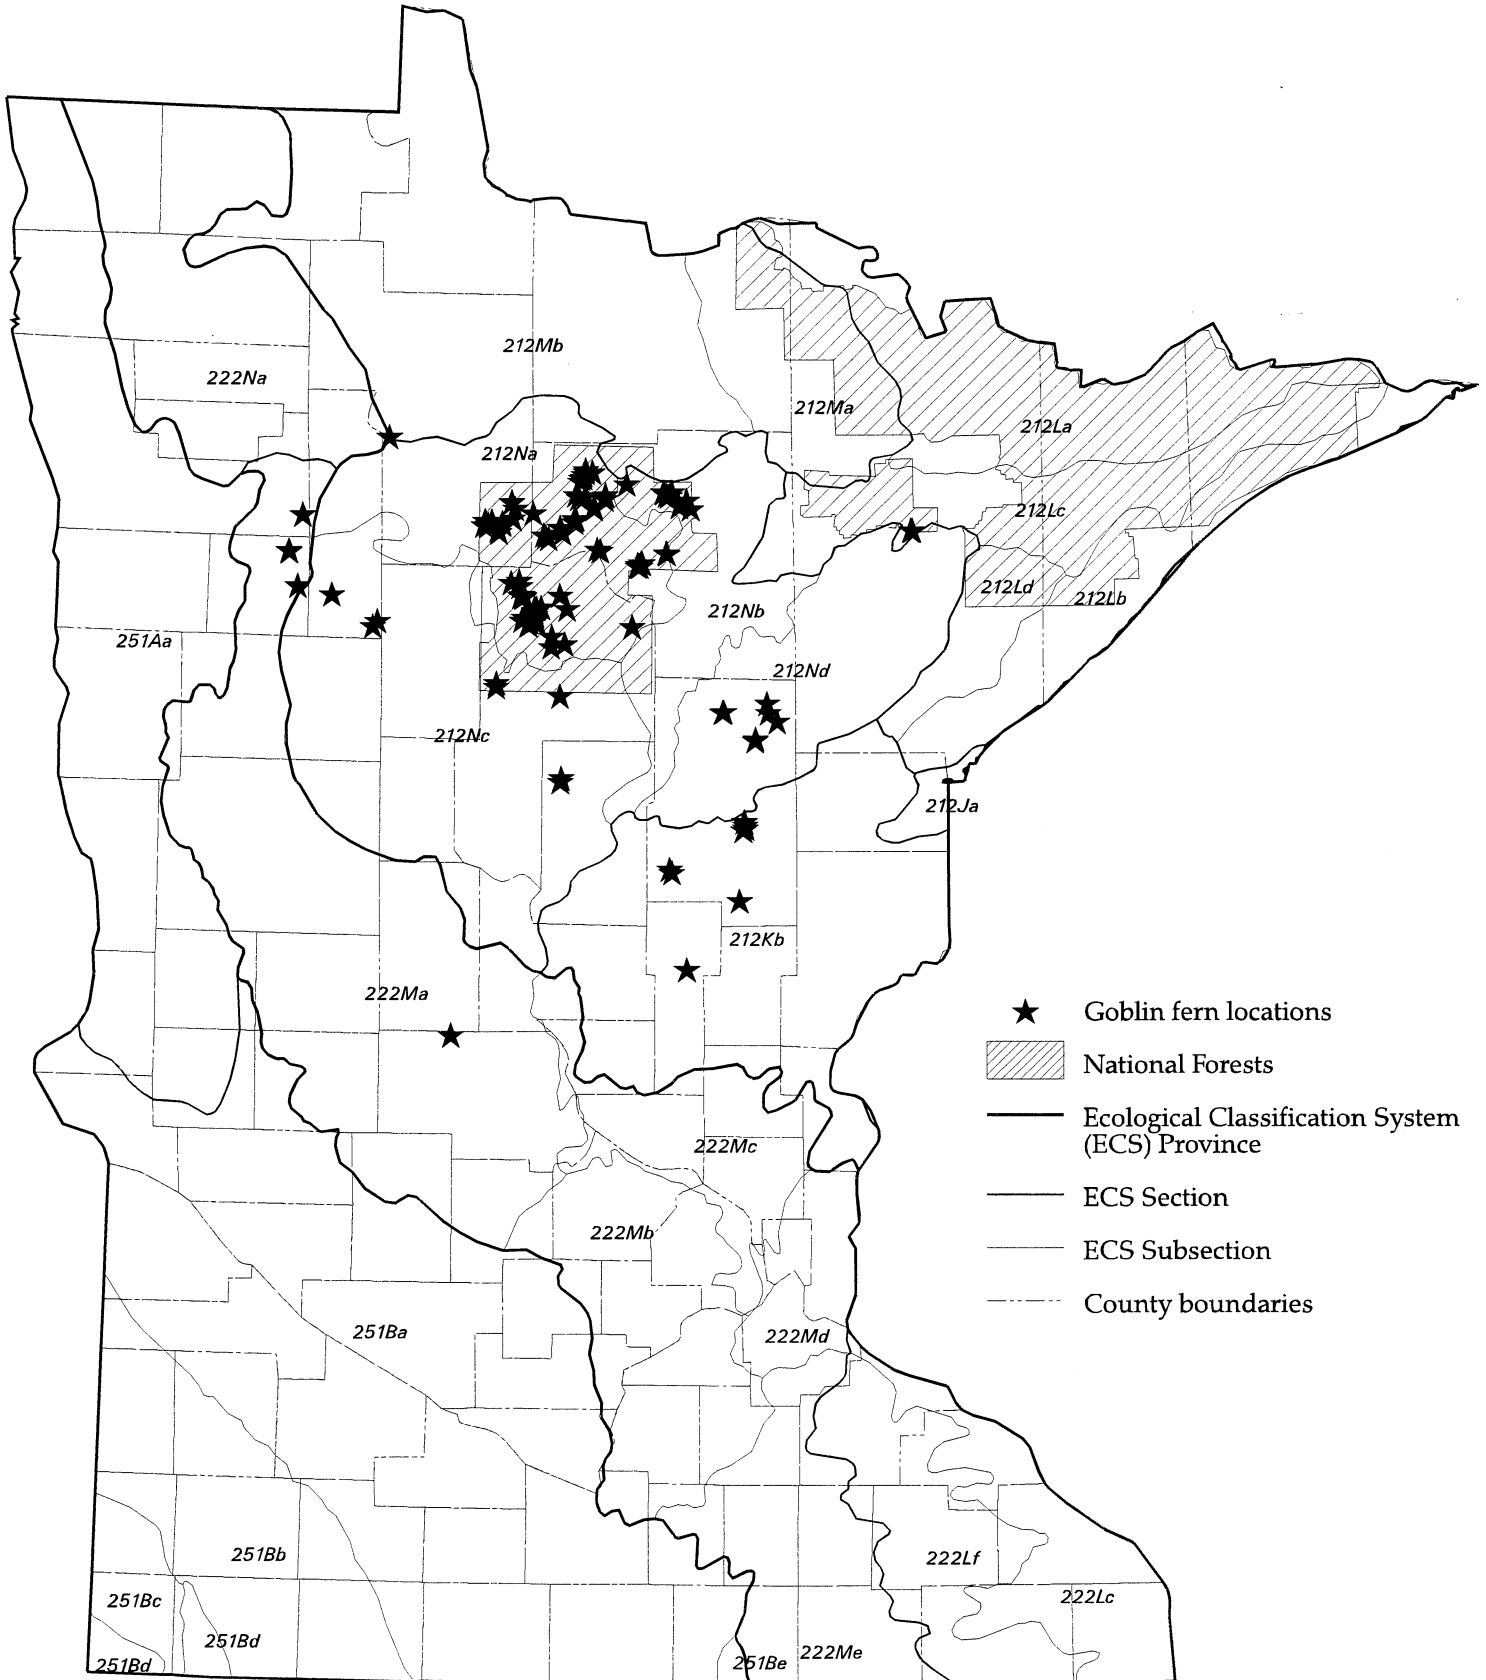 212Mb
222Na
212Ma
212La
212Na
212Lc
212Ld
212Lb
212Nb
251Aa
212Nd
212Nc
212Ja
212Kb
222Ma
Goblin fern locations
National Forests
Ecological Classification System
(ECS) Province
ECS Section
ECS Subsection
County boundaries
222Mc
222Mb
251Ba
222Md
251Bb
222Lf
251Bc
222Lc
251Bd
222Me
251Be
251Bd